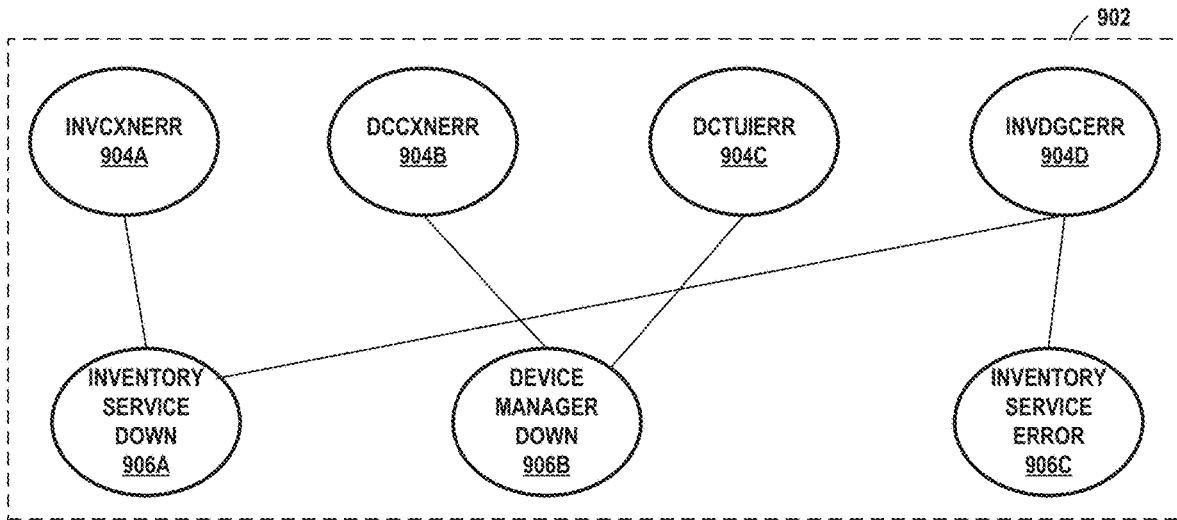 902
INVCXNERR
904A
DCCXNERR
904B
DCTUIERR
904C
INVDGCERR
904D
INVENTORY
SERVICE
DOWN
906A
DEVICE
MANAGER
DOWN
906B
INVENTORY
SERVICE
ERROR
906C